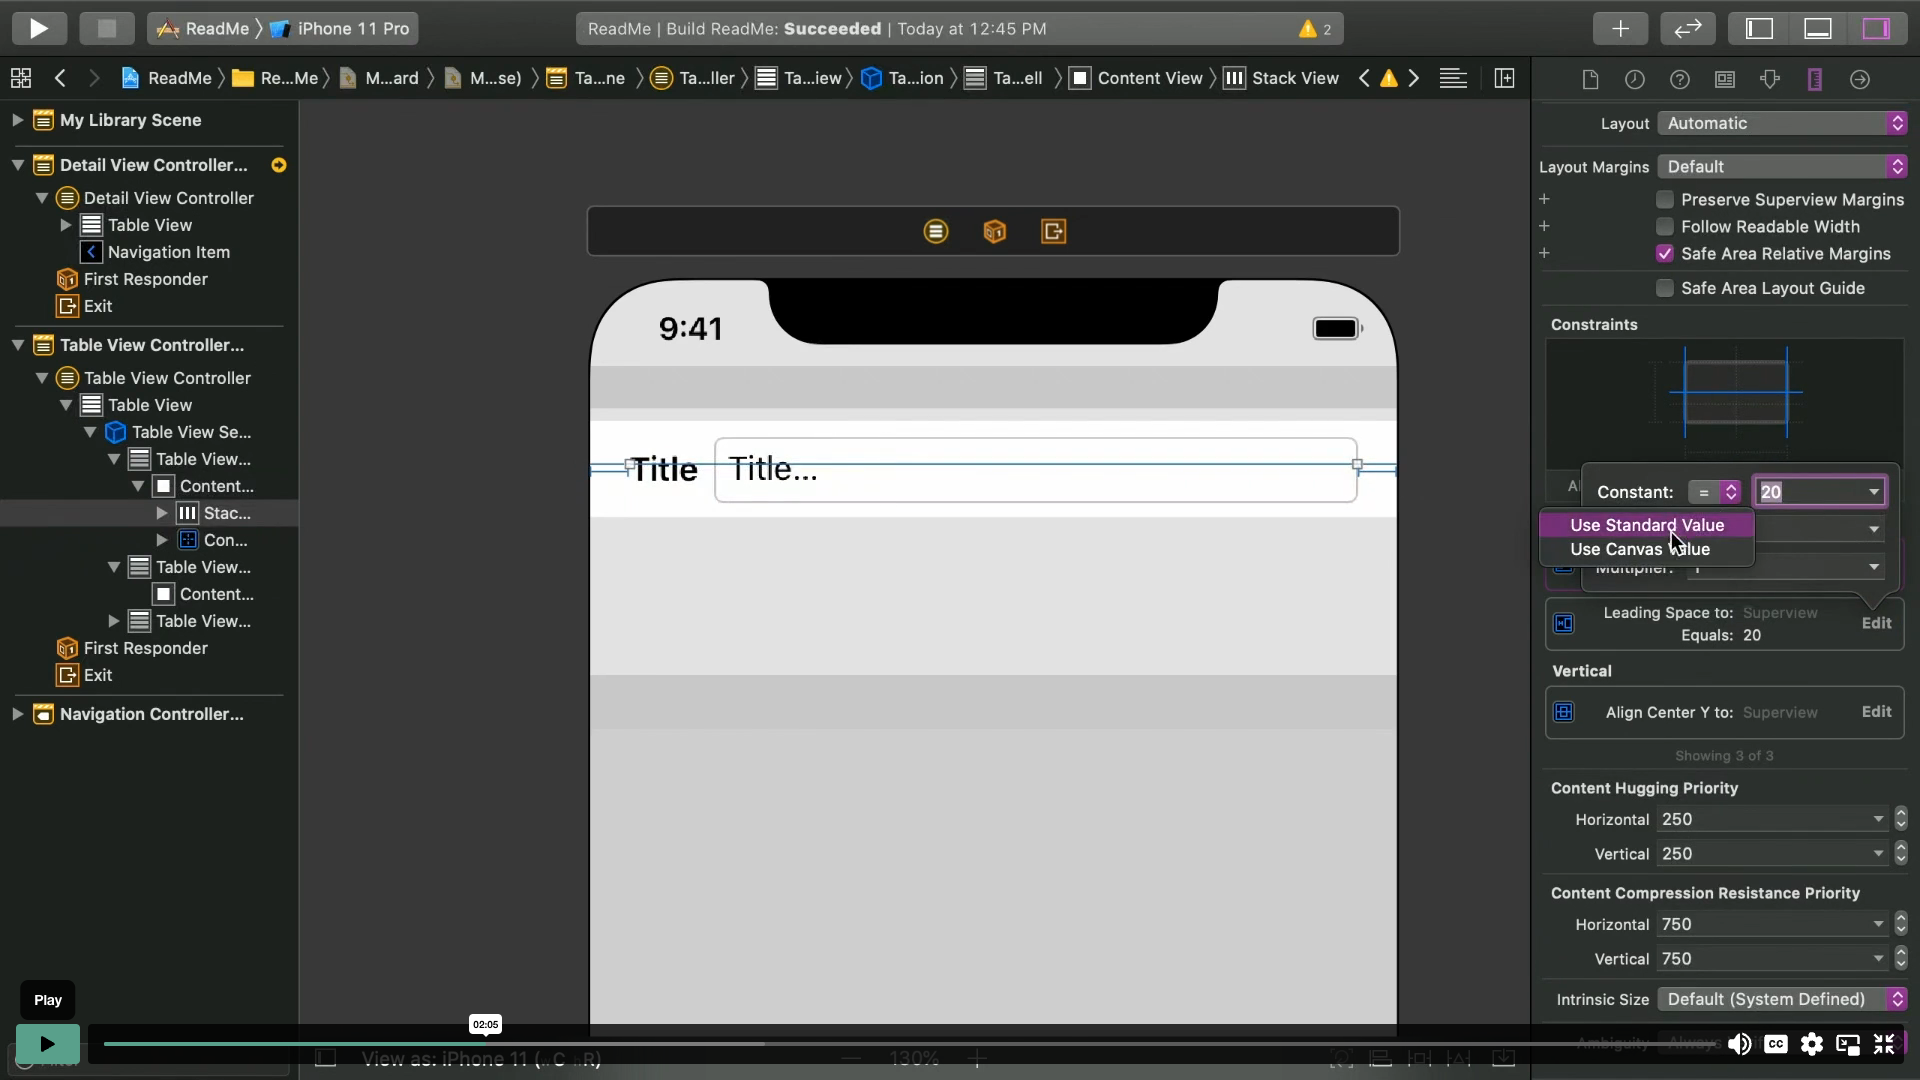 ReadMe 〉 iPhone 11 Pro
ReadMe | Build ReadMe: Succeeded | Today at 12:45 PM
2
ReadMe 〉 Re...Me 〉 M...ard 〉 M...se) 〉 Ta...ne 〉 Ta...ller 〉 Ta...iew 〉 Ta...ion 〉 Ta...ell 〉 Content View 〉 Stack View
My Library Scene
Detail View Controller...
Detail View Controller
Table View
Navigation Item
First Responder
Exit
Table View Controller...
Table View Controller
Table View
Table View Se...
Table View...
Content...
Stac...
Con...
Table View...
Content...
Table View...
First Responder
Exit
Navigation Controller...
9:41
Title
Title...
Layout Automatic
Layout Margins Default
+ Preserve Superview Margins
+ Follow Readable Width
+ Safe Area Relative Margins
Safe Area Layout Guide
Constraints
Constant: = 20
Use Standard Value
Use Canvas
Multiplier: 1
Leading Space to: Superview
Equals: 20
Edit
Vertical
Align Center Y to: Superview Edit
Showing 3 of 3
Content Hugging Priority
Horizontal 250
Vertical 250
Content Compression Resistance Priority
Horizontal 750
Vertical 750
Intrinsic Size Default (System Defined)
Ambiguity
Play
02:05
CC
View as: iPhone 11
130%